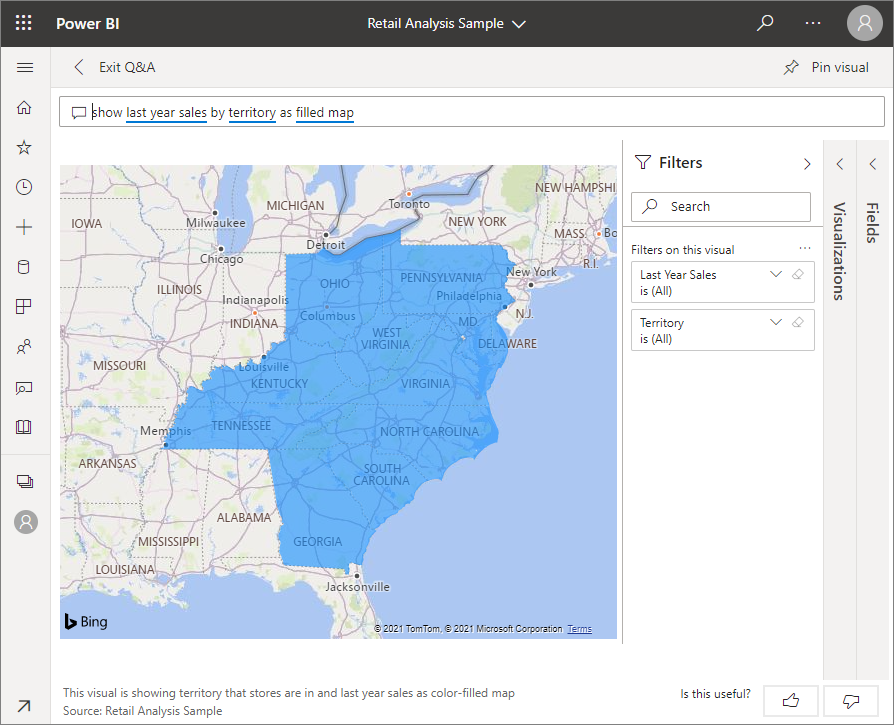 Power BI
Retail Analysis Sample
Exit Q&A
Pin visual
show last year sales by territory as filled map
IOWA
Milwaukee
MICHIGAN
Toronto
NEW HAMPSHI
NEW YORK
MASS.
Bo
Detroit
Chicago
R.I.
ILLINOIS
OHIO
PENNSYLVANIA
New York
Indianapolis
Philadelphia
INDIANA
Columbus
N.J.
MD
WEST
VIRGINIA
DELAWARE
MISSOURI
Louisville
KENTUCKY
VIRGINIA
TENNESSEE
Memphis
NORTH CAROLINA
ARKANSAS
SOUTH
CAROLINA
ALABAMA
MISSISSIPPI
GEORGIA
LOUISIANA
Jacksonville
Bing
© 2021 TomTom, © 2021 Microsoft Corporation Terms
Filters
Search
Filters on this visual
Last Year Sales
is (All)
Territory
is (All)
Visualizations
Fields
This visual is showing territory that stores are in and last year sales as color-filled map
Source: Retail Analysis Sample
Is this useful?